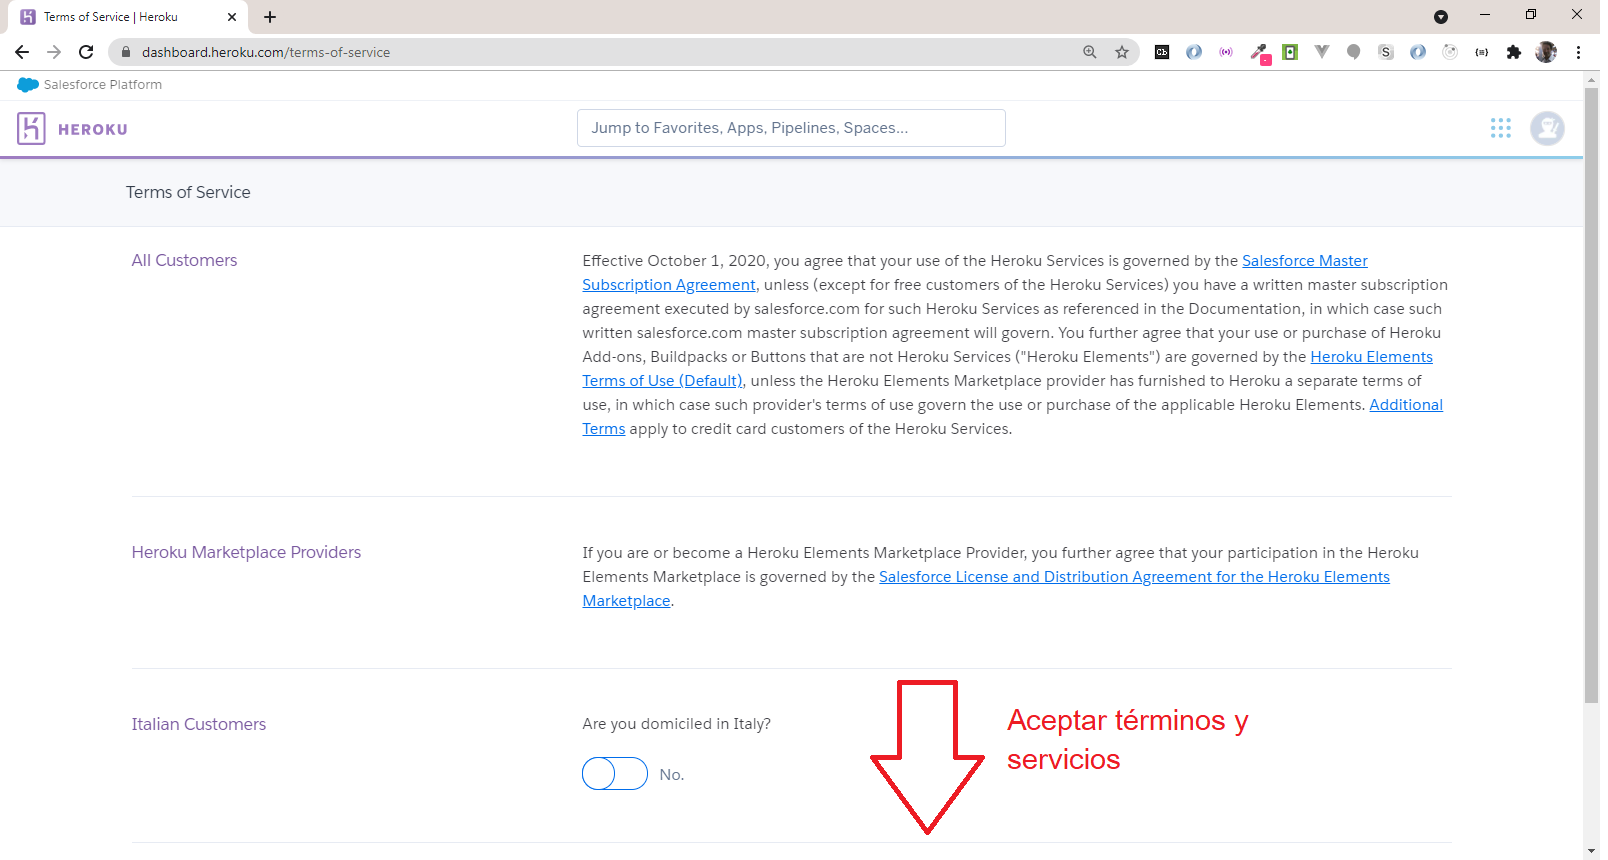 Terms of Service | Heroku
dashboard.heroku.com/terms-of-service
Salesforce Platform
HEROKU
Jump to Favorites, Apps, Pipelines, Spaces...
Terms of Service
All Customers
Effective October 1, 2020, you agree that your use of the Heroku Services is governed by the Salesforce Master
Subscription Agreement, unless (except for free customers of the Heroku Services) you have a written master subscription
agreement executed by salesforce.com for such Heroku Services as referenced in the Documentation, in which case such
written salesforce.com master subscription agreement will govern. You further agree that your use or purchase of Heroku
Add-ons, Buildpacks or Buttons that are not Heroku Services ("Heroku Elements") are governed by the Heroku Elements
Terms of Use (Default), unless the Heroku Elements Marketplace provider has furnished to Heroku a separate terms of
use, in which case such provider's terms of use govern the use or purchase of the applicable Heroku Elements. Additional
Terms apply to credit card customers of the Heroku Services.
Heroku Marketplace Providers
If you are or become a Heroku Elements Marketplace Provider, you further agree that your participation in the Heroku
Elements Marketplace is governed by the Salesforce License and Distribution Agreement for the Heroku Elements
Marketplace.
Italian Customers
Are you domiciled in Italy?
No.
Aceptar términos y
servicios